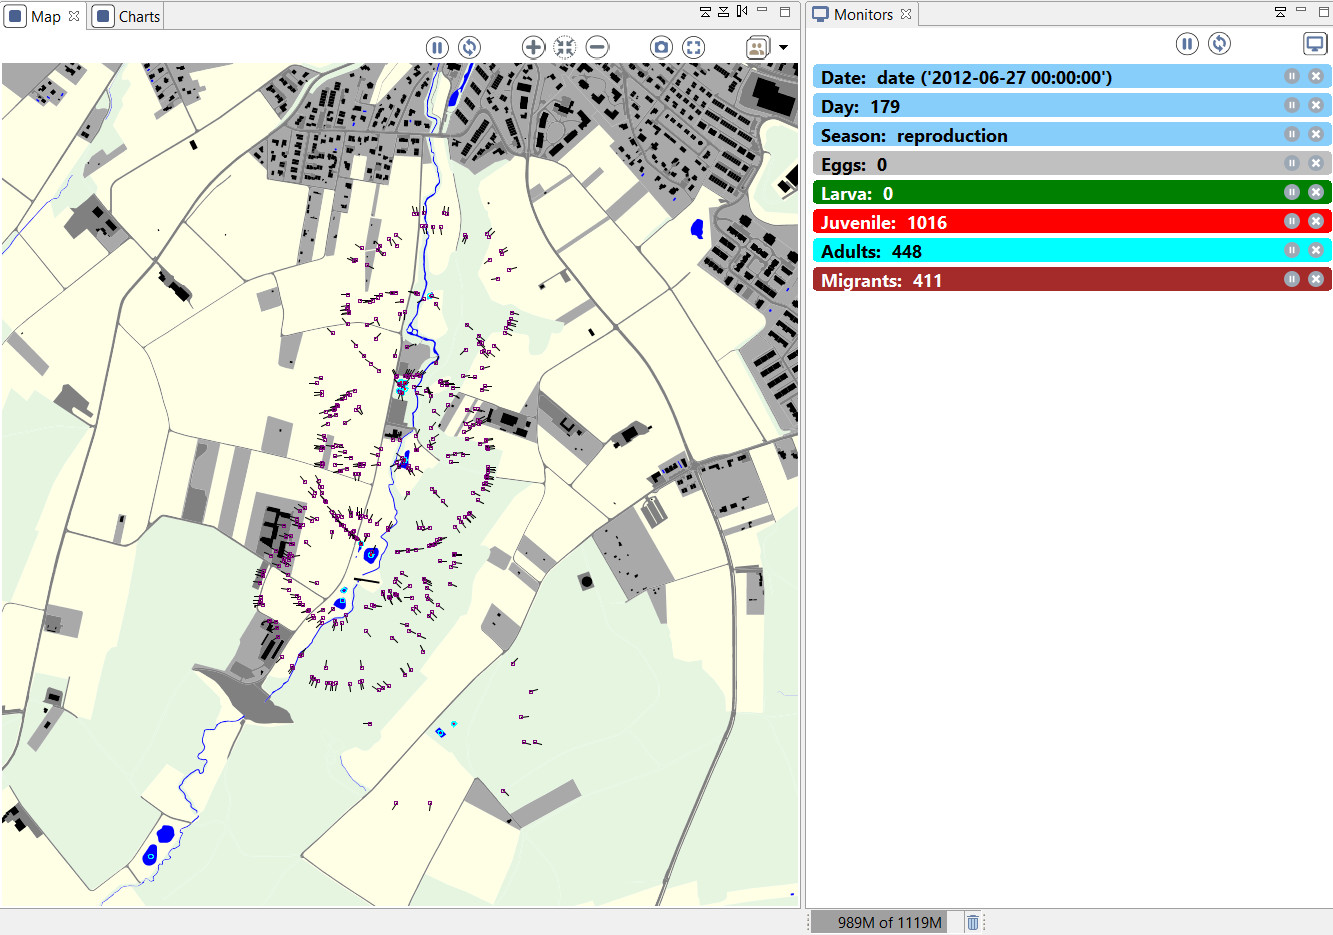 Map
Charts
Monitors
Date: date ('2012-06-27 00:00:00')
Day: 179
Season: reproduction
Eggs: 0
Larva: 0
Juvenile: 1016
Adults: 448
Migrants: 411
989M of 1119M